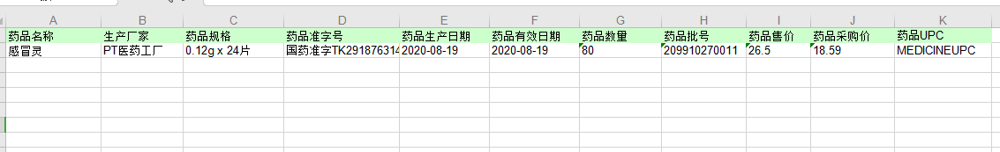 A B C D E F G H I J K
药品名称 生产厂家 药品规格 药品准字号 药品生产日期 药品有效日期 药品数量 药品批号 药品售价 药品采购价 药品UPC
感冒灵 PT医药工厂 0.12g x 24片 国药准字TK291876314 2020-08-19 2020-08-19 80 209910270011 26.5 18.59 MEDICINEUPC